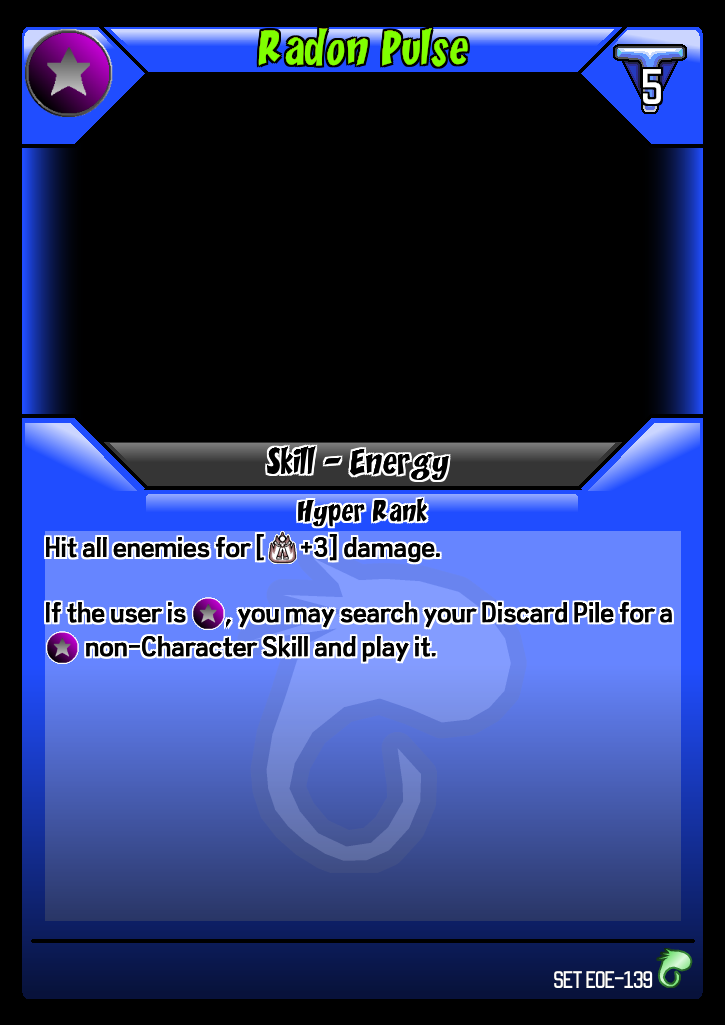 Radon Pulse
5
Skill - Energy
Hyper Rank
Hit all enemies for [ +3] damage.
If the user is , you may search your Discard Pile for a
non-Character Skill and play it.
SET EOE-139